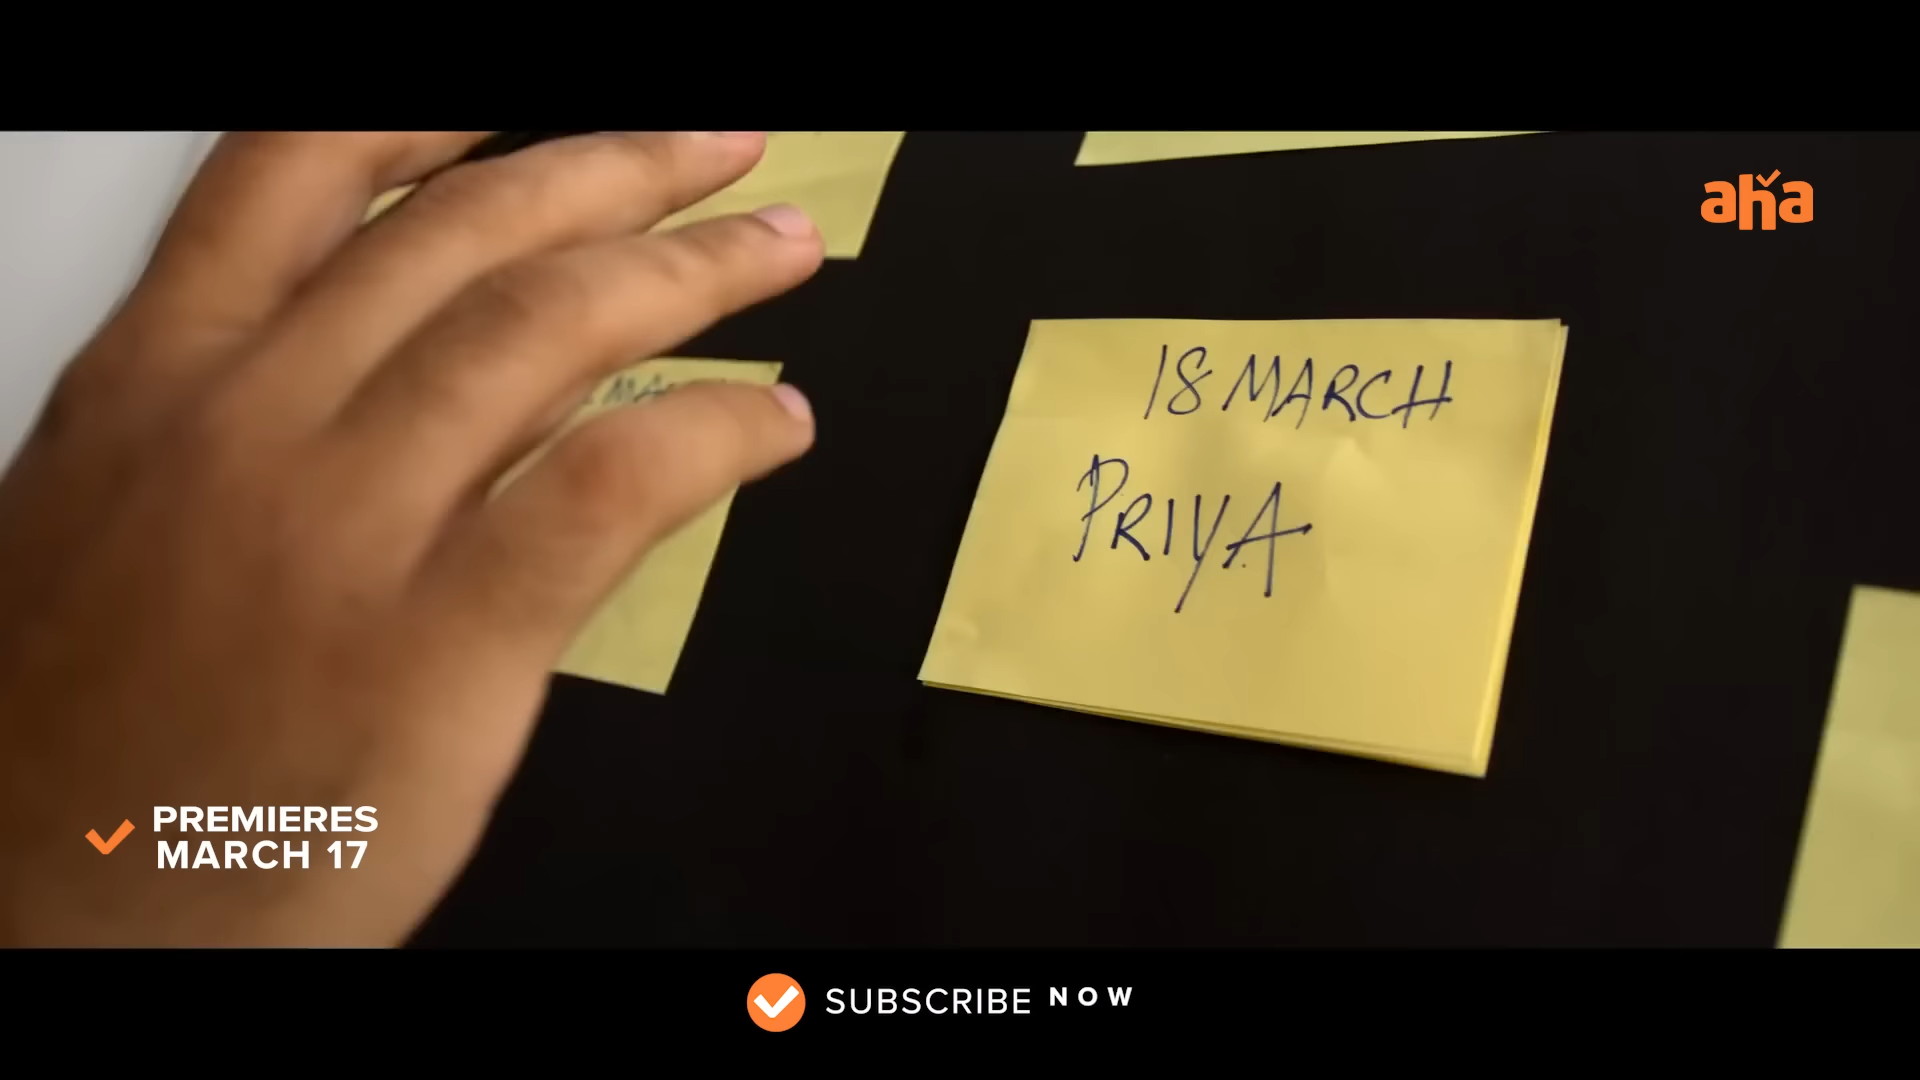 aha
18 MARCH
PRIYA
PREMIERES
MARCH 17
SUBSCRIBE NOW